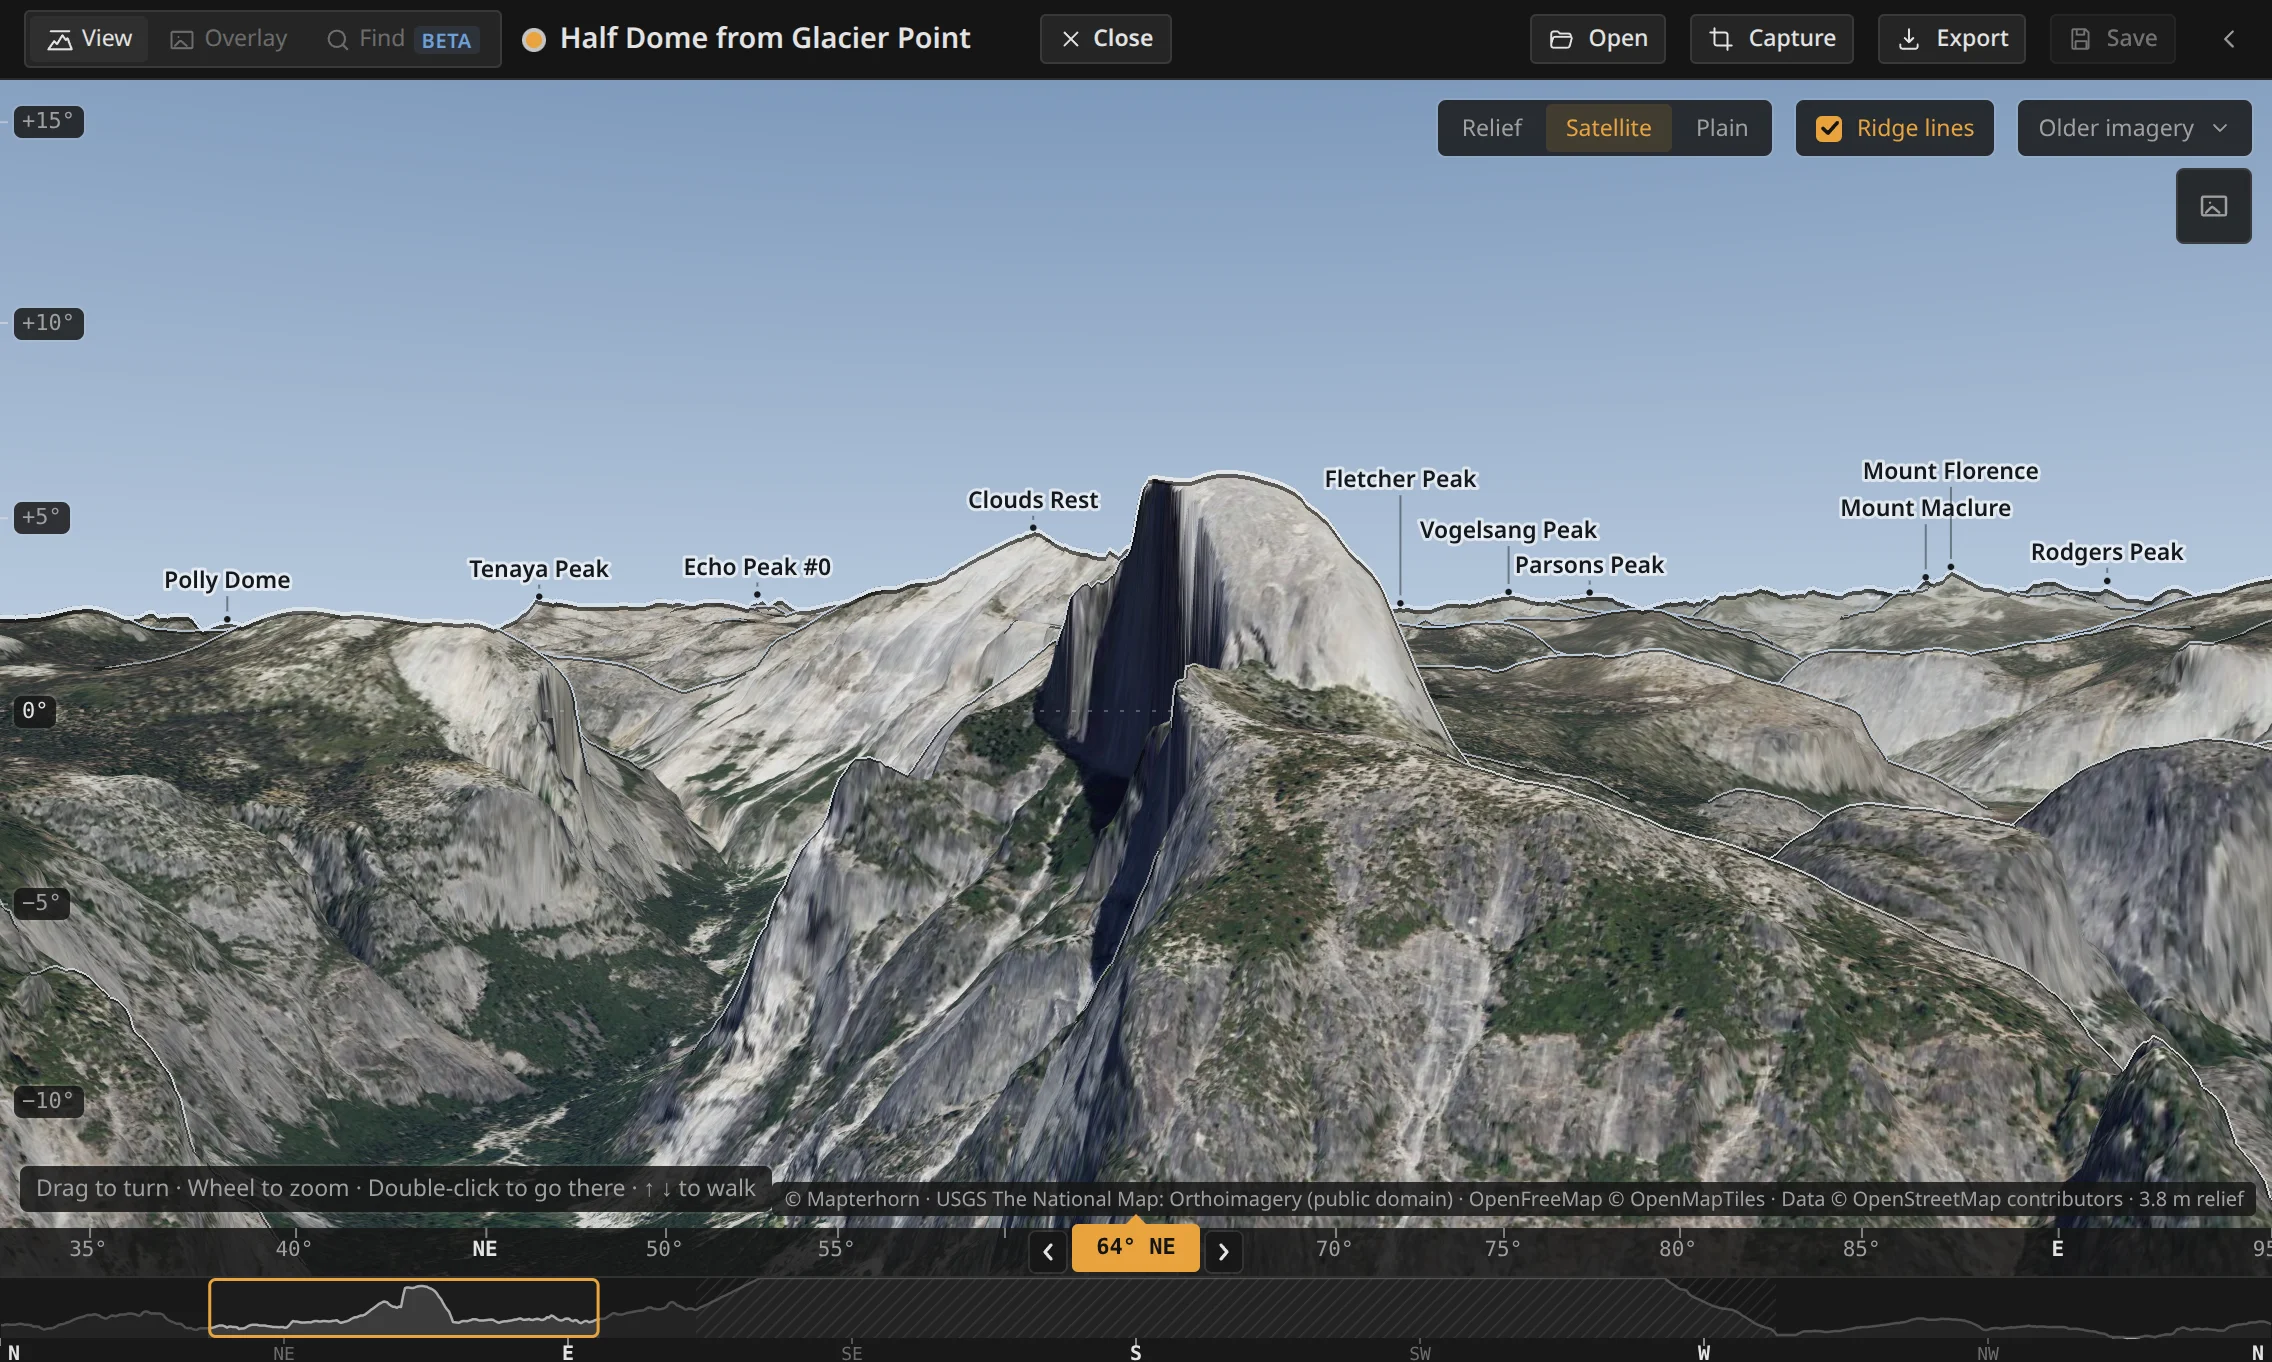 View Overlay Find BETA Half Dome from Glacier Point Close Open Capture Export Save
+15° Relief Satellite Plain Ridge lines Older imagery
+10°
Mount Florence
Fletcher Peak
Clouds Rest
Mount Maclure
+5°
Vogelsang Peak
Rodgers Peak
Parsons Peak
Echo Peak #0
Tenaya Peak
Polly Dome
0°
−5°
−10°
Drag to turn · Wheel to zoom · Double-click to go there · ↑ ↓ to walk
© Mapterhorn · USGS The National Map: Orthoimagery (public domain) · OpenFreeMap © OpenMapTiles · Data © OpenStreetMap contributors · 3.8 m relief
35° 40° NE 50° 55° 64° NE 70° 75° 80° 85° E
N NE E SE S SW W NW N